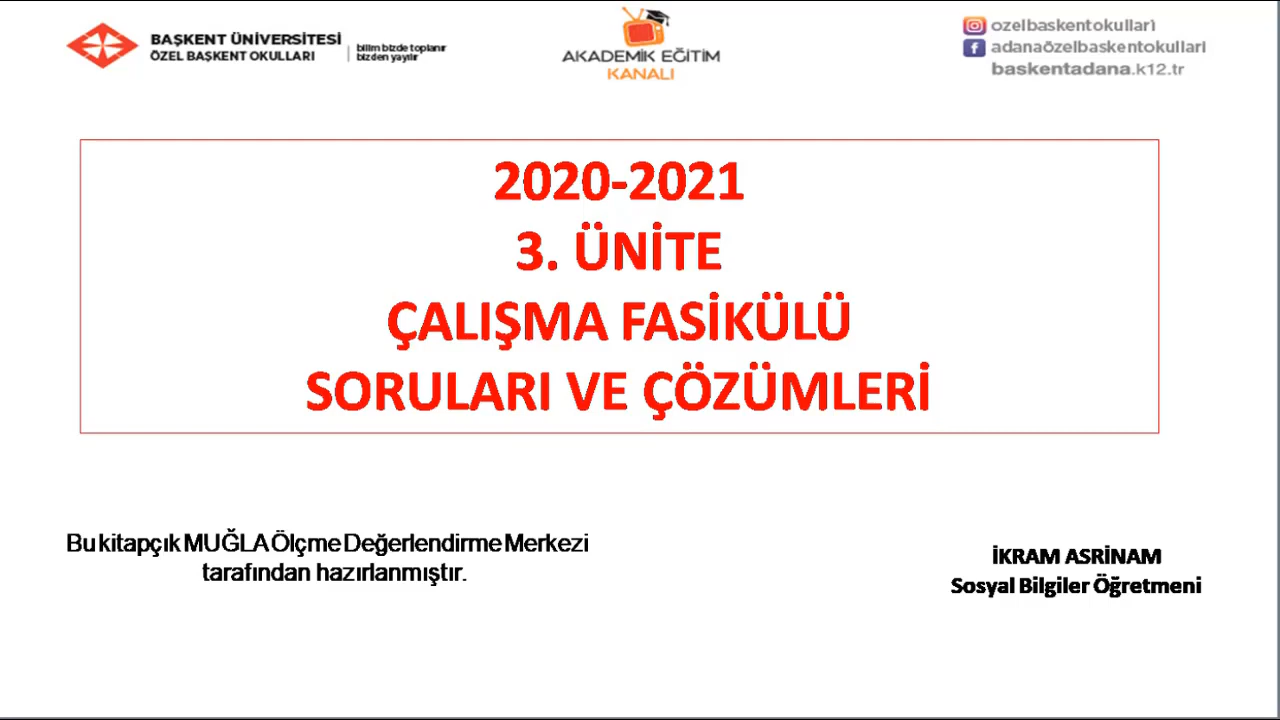 BAŞKENT ÜNİVERSİTESİ
ÖZEL BAŞKENT OKULLARI
bilim bizde toplanır
bizden yayılır
AKADEMİK EĞİTİM
KANALI
ozelbaskentokullari
adanaözelbaskentokullari
baskentadana.k12.tr
2020-2021
3. ÜNİTE
ÇALIŞMA FASİKÜLÜ
SORULARI VE ÇÖZÜMLERİ
Bu kitapçık MUĞLA Ölçme Değerlendirme Merkezi
tarafından hazırlanmıştır.
İKRAM ASRİNAM
Sosyal Bilgiler Öğretmeni